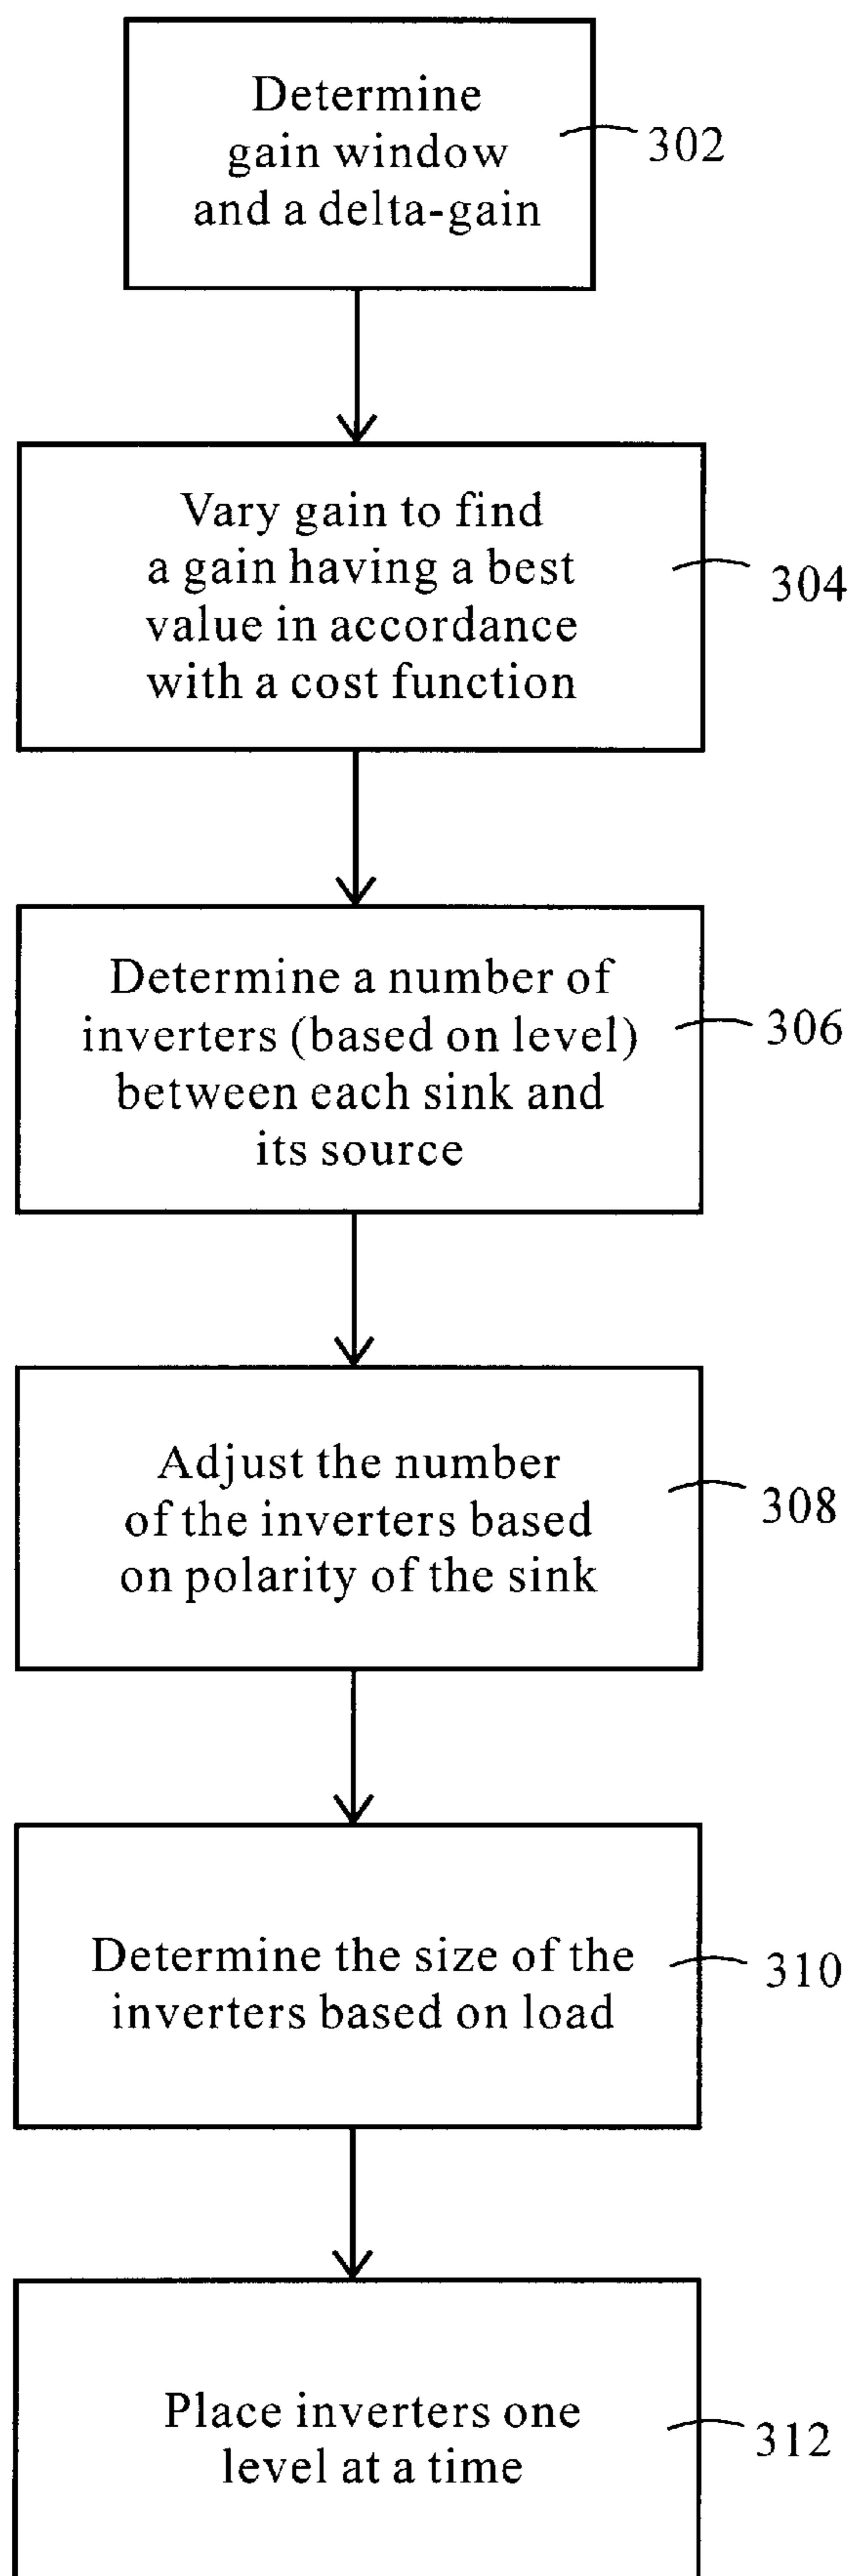 Determine
gain window
and a delta-gain
302
Vary gain to find
a gain having a best
value in accordance
with a cost function
304
Determine a number of
inverters (based on level)
between each sink and
its source
306
Adjust the number
of the inverters based
on polarity of the sink
308
Determine the size of the
inverters based on load
310
Place inverters one
level at a time
312